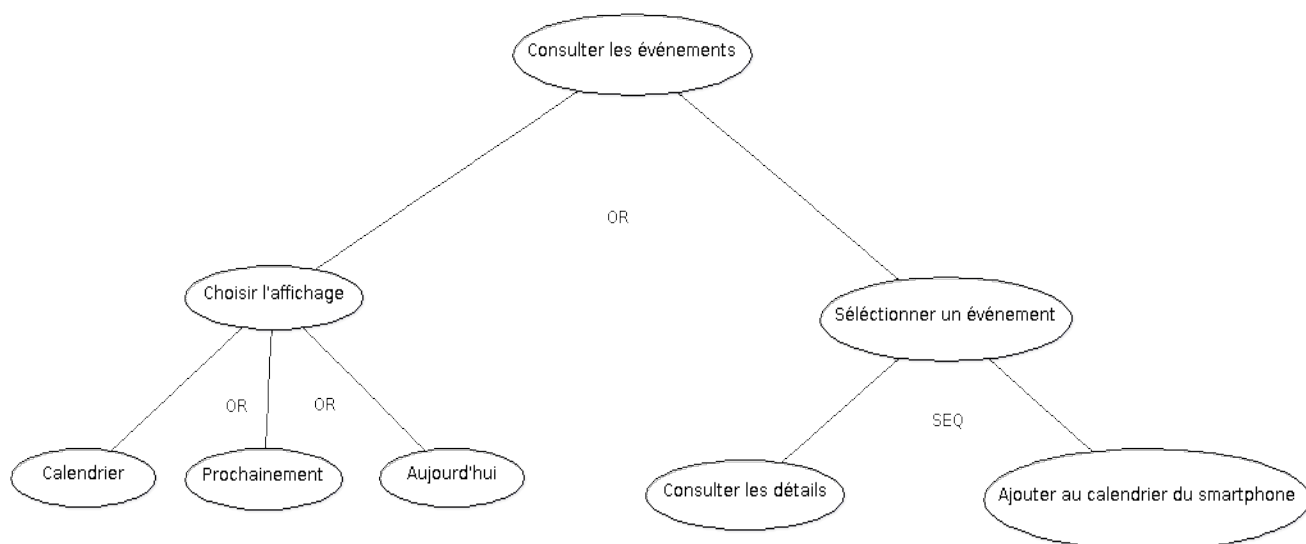 Consulter les événements
OR
Choisir l'affichage
Séléctionner un événement
OR
OR
SEQ
Calendrier
Prochainement
Aujourd'hui
Consulter les détails
Ajouter au calendrier du smartphone